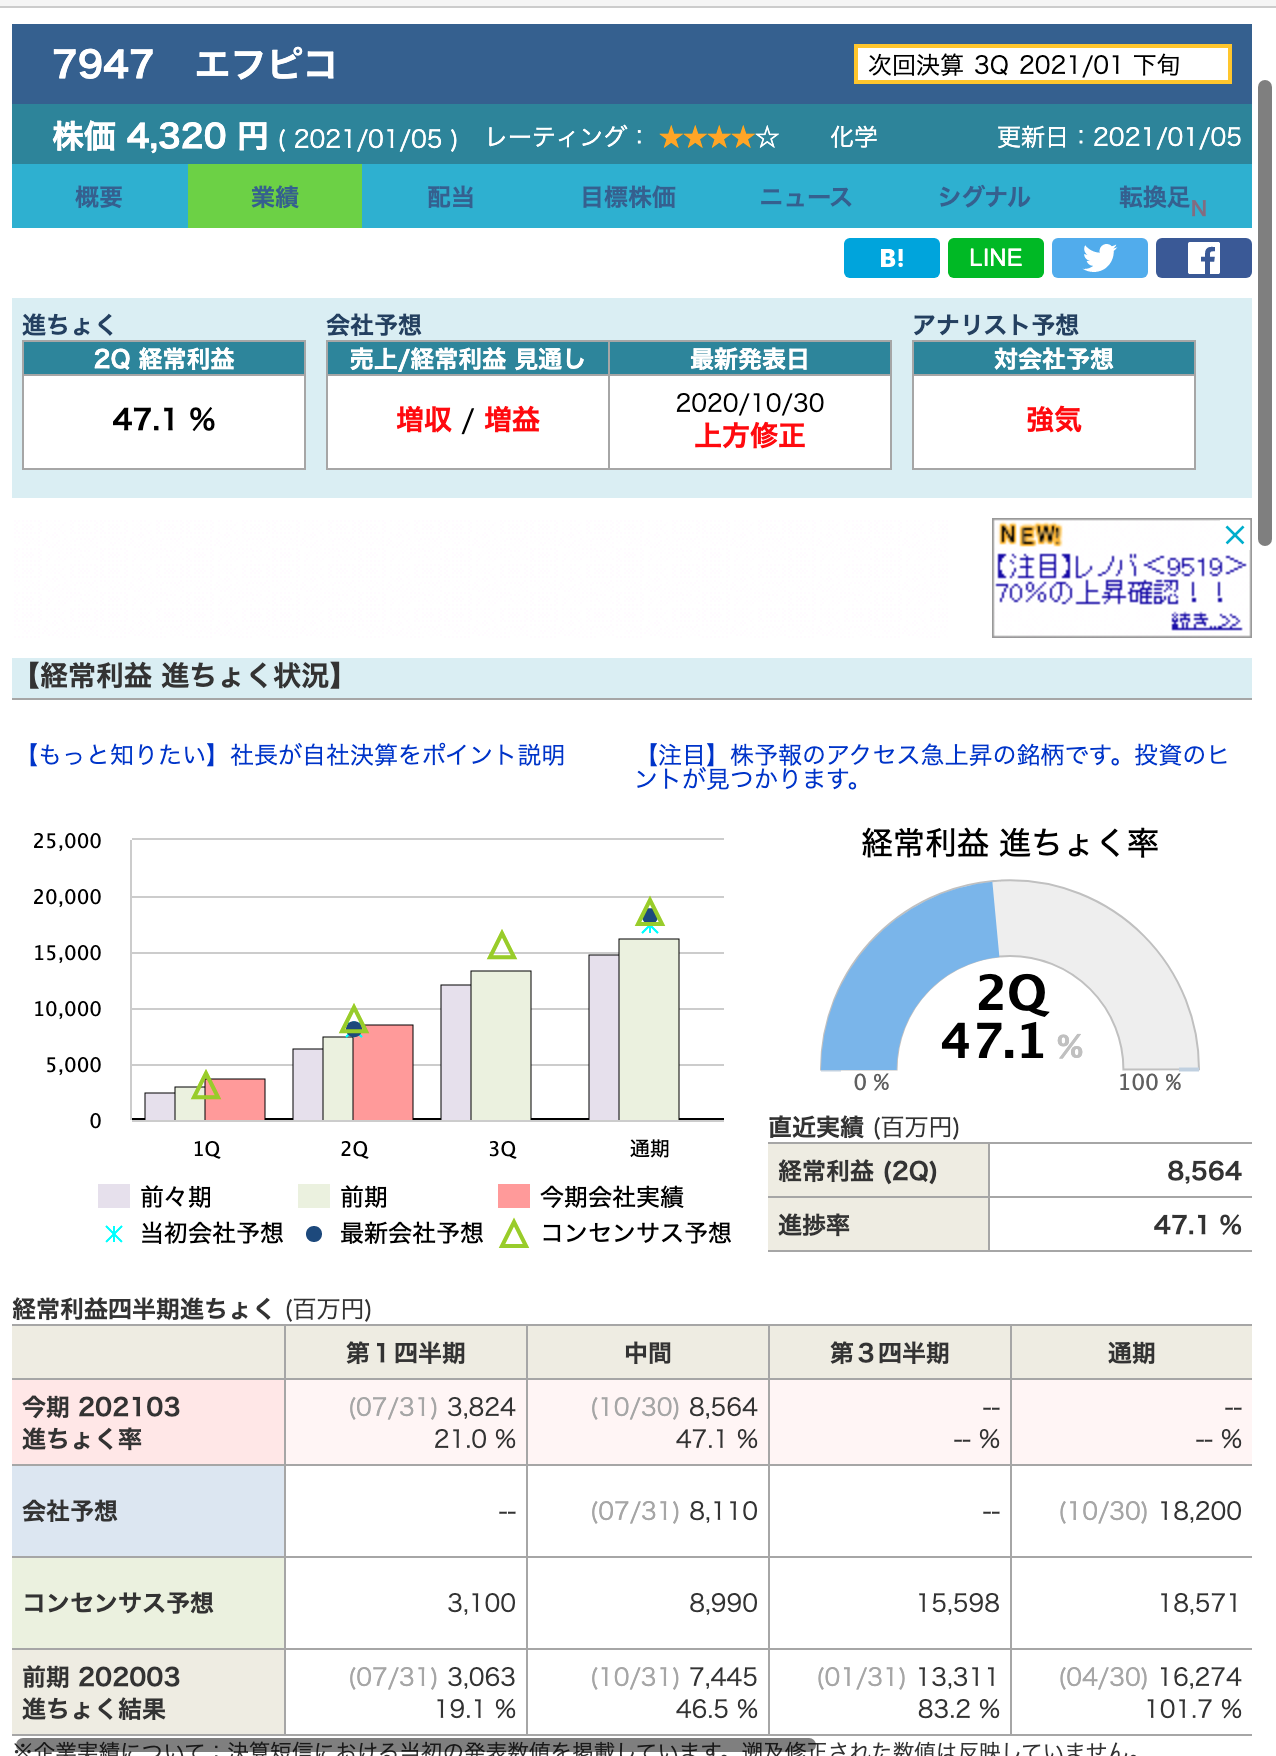 7947　エフピコ
次回決算 3Q 2021/01 下旬
株価 4,320 円 ( 2021/01/05 ) レーティング： ★★★★☆ 化学 更新日：2021/01/05
概要 業績 配当 目標株価 ニュース シグナル 転換足N
B! LINE
進ちょく
2Q 経常利益
47.1 %
会社予想
売上/経常利益 見通し 最新発表日
増収 / 増益 2020/10/30
上方修正
アナリスト予想
対会社予想
強気
NEW!
【注目】レノバ<9519>
70%の上昇確認！！
続き..>>
【経常利益 進ちょく状況】
【もっと知りたい】社長が自社決算をポイント説明
【注目】株予報のアクセス急上昇の銘柄です。投資のヒ
ントが見つかります。
25,000
20,000
15,000
10,000
5,000
0
1Q 2Q 3Q 通期
前々期 前期 今期会社実績
当初会社予想 最新会社予想 コンセンサス予想
経常利益 進ちょく率
2Q
47.1 %
0 % 100 %
直近実績 (百万円)
経常利益 (2Q) 8,564
進捗率 47.1 %
経常利益四半期進ちょく (百万円)
第１四半期 中間 第３四半期 通期
今期 202103 (07/31) 3,824 (10/30) 8,564 -- --
進ちょく率 21.0 % 47.1 % -- % -- %
会社予想 -- (07/31) 8,110 -- (10/30) 18,200
コンセンサス予想 3,100 8,990 15,598 18,571
前期 202003 (07/31) 3,063 (10/31) 7,445 (01/31) 13,311 (04/30) 16,274
進ちょく結果 19.1 % 46.5 % 83.2 % 101.7 %
※企業実績について：決算短信における当初の発表数値を掲載しています。遡及修正された数値は反映していません。